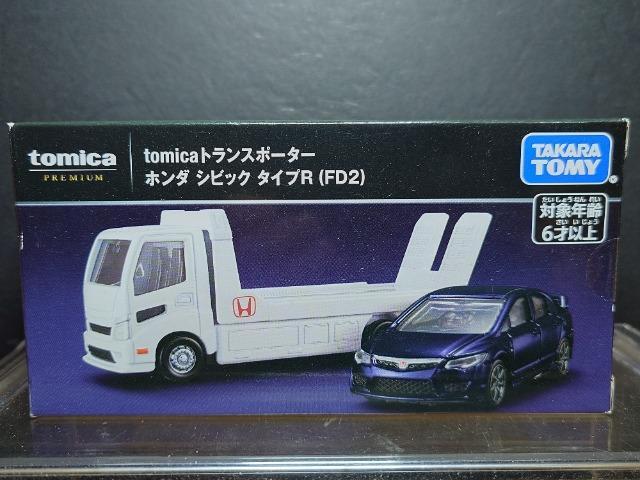 tomica
PREMIUM
tomicaトランスポーター
ホンダ シビック タイプR (FD2)
TAKARA
TOMY
たいしょうねんれい
対象年齢
さいいじょう
6才以上